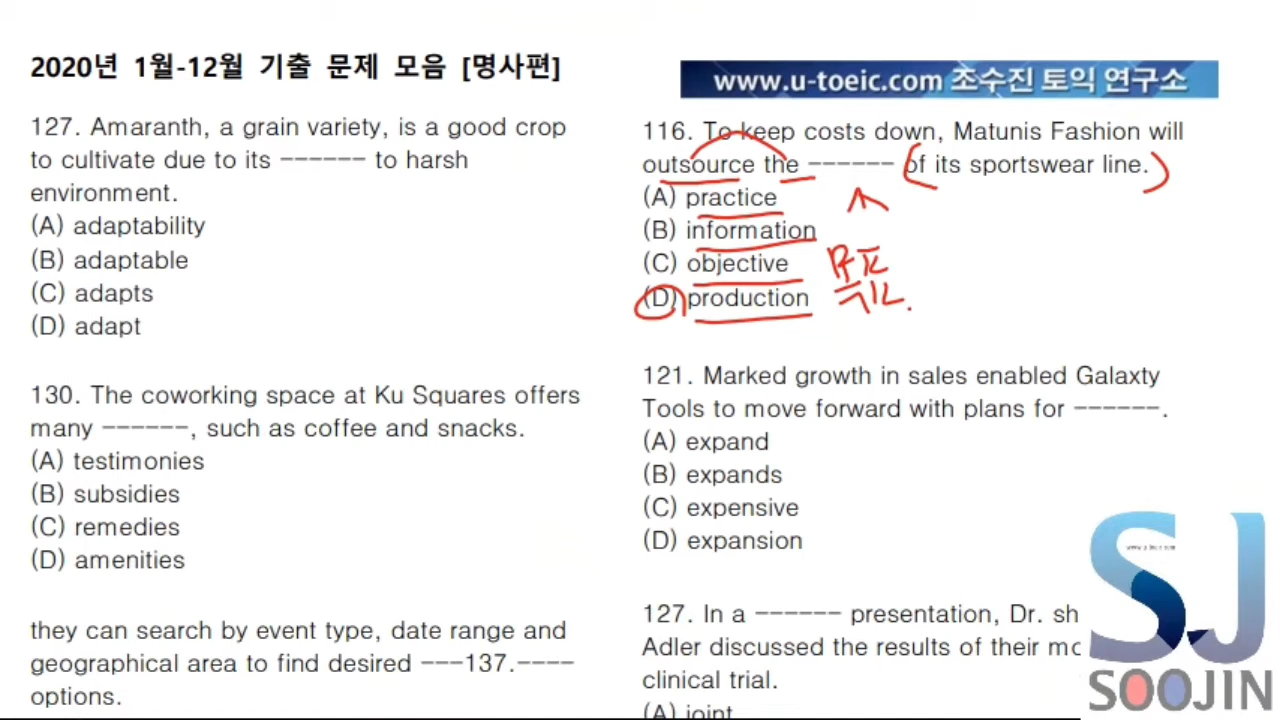 2020년 1월-12월 기출 문제 모음 [명사편]
127. Amaranth, a grain variety, is a good crop
to cultivate due to its ------ to harsh
environment.
(A) adaptability
(B) adaptable
(C) adapts
(D) adapt
130. The coworking space at Ku Squares offers
many ------, such as coffee and snacks.
(A) testimonies
(B) subsidies
(C) remedies
(D) amenities
they can search by event type, date range and
geographical area to find desired ---137.----
options.
www.u-toeic.com 조수진 토익 연구소
116. To keep costs down, Matunis Fashion will
outsource the ------ of its sportswear line.
(A) practice
(B) information
(C) objective
(D) production
121. Marked growth in sales enabled Galaxty
Tools to move forward with plans for ------.
(A) expand
(B) expands
(C) expensive
(D) expansion
127. In a ------ presentation, Dr. sh
Adler discussed the results of their mo
clinical trial.
(A) joint
SJ
SOOJIN